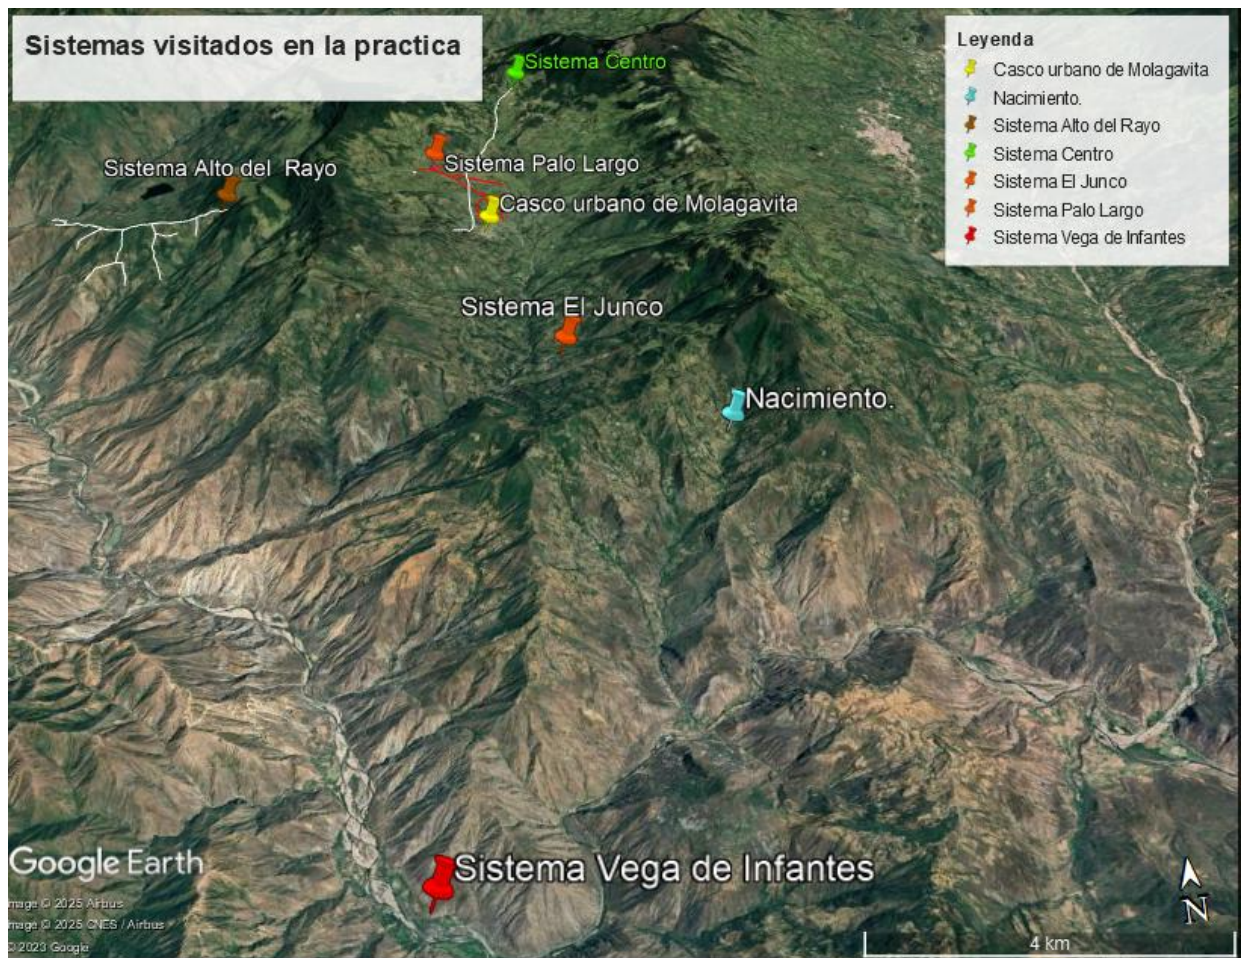 Sistemas visitados en la practica
Leyenda
Casco urbano de Molagavita
Nacimiento.
Sistema Alto del Rayo
Sistema Centro
Sistema El Junco
Sistema Palo Largo
Sistema Vega de Infantes
Sistema Centro
Sistema Palo Largo
Sistema Alto del  Rayo
Casco urbano de Molagavita
Sistema El Junco
Nacimiento.
Sistema Vega de Infantes
Google Earth
mage © 2025 Airbus
mage © 2025 CNES / Airbus
© 2023 Google
N
4 km